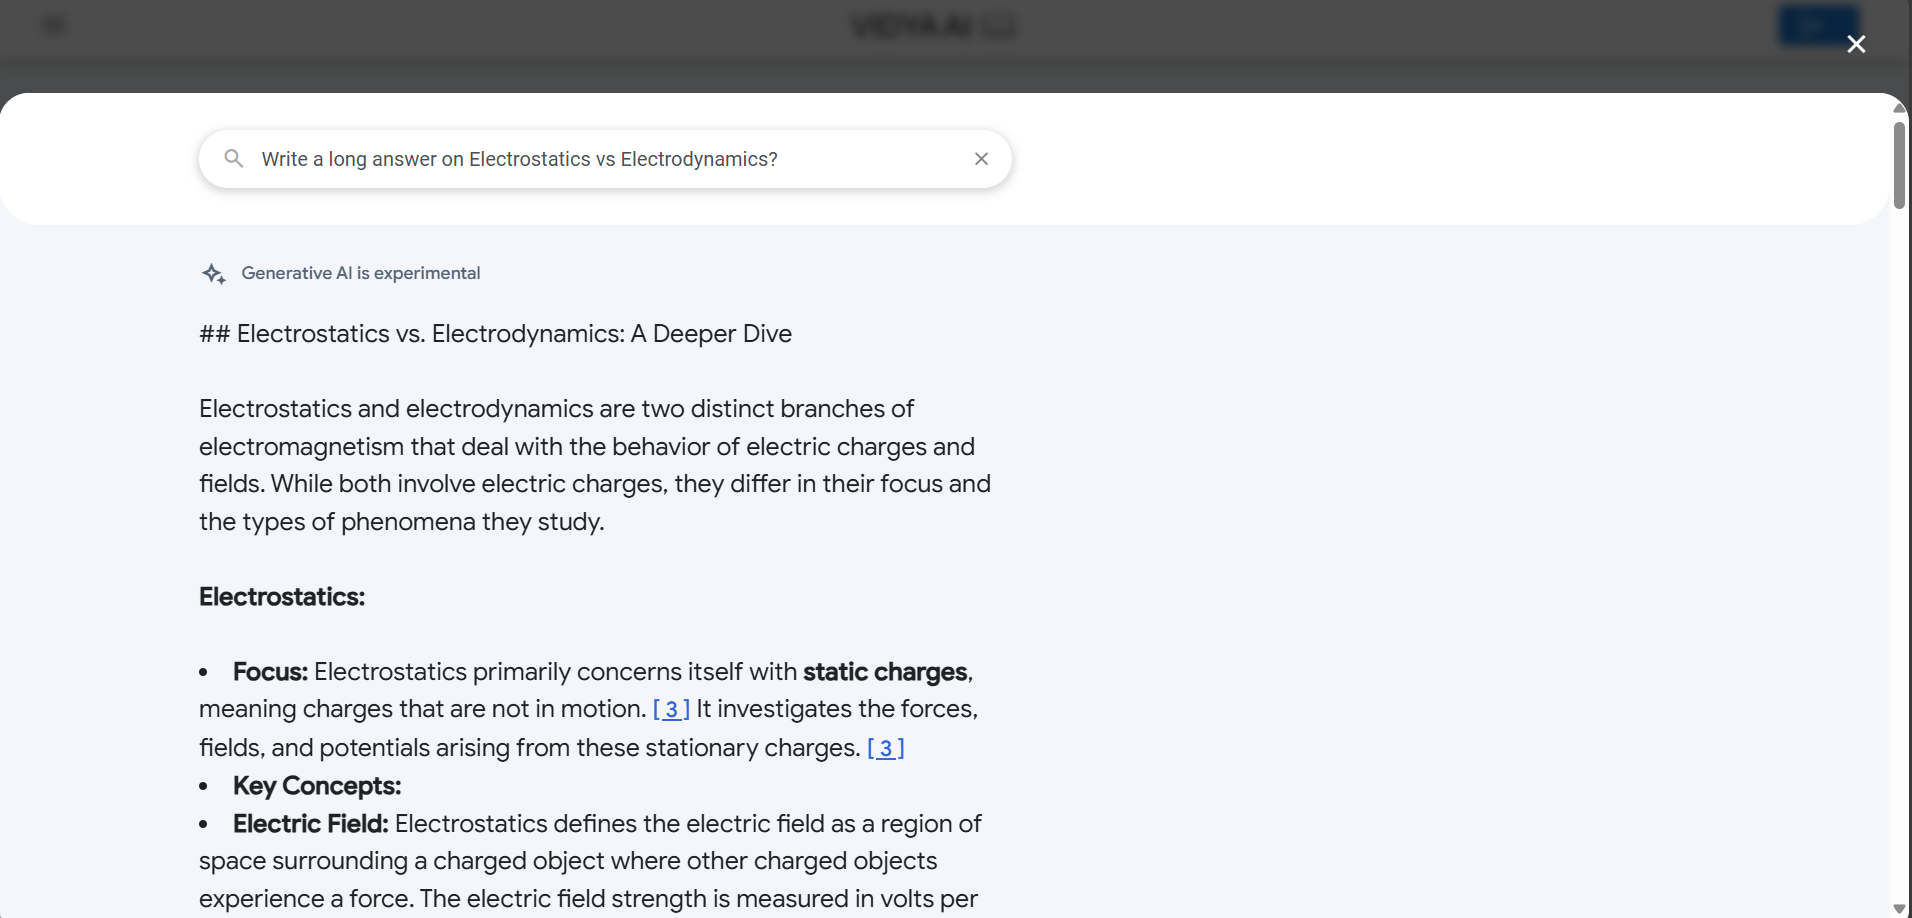 VIDYA AI
Write a long answer on Electrostatics vs Electrodynamics?
Generative AI is experimental
## Electrostatics vs. Electrodynamics: A Deeper Dive
Electrostatics and electrodynamics are two distinct branches of
electromagnetism that deal with the behavior of electric charges and
fields. While both involve electric charges, they differ in their focus and
the types of phenomena they study.
Electrostatics:
• Focus: Electrostatics primarily concerns itself with static charges,
meaning charges that are not in motion. [ 3 ] It investigates the forces,
fields, and potentials arising from these stationary charges. [ 3 ]
• Key Concepts:
• Electric Field: Electrostatics defines the electric field as a region of
space surrounding a charged object where other charged objects
experience a force. The electric field strength is measured in volts per